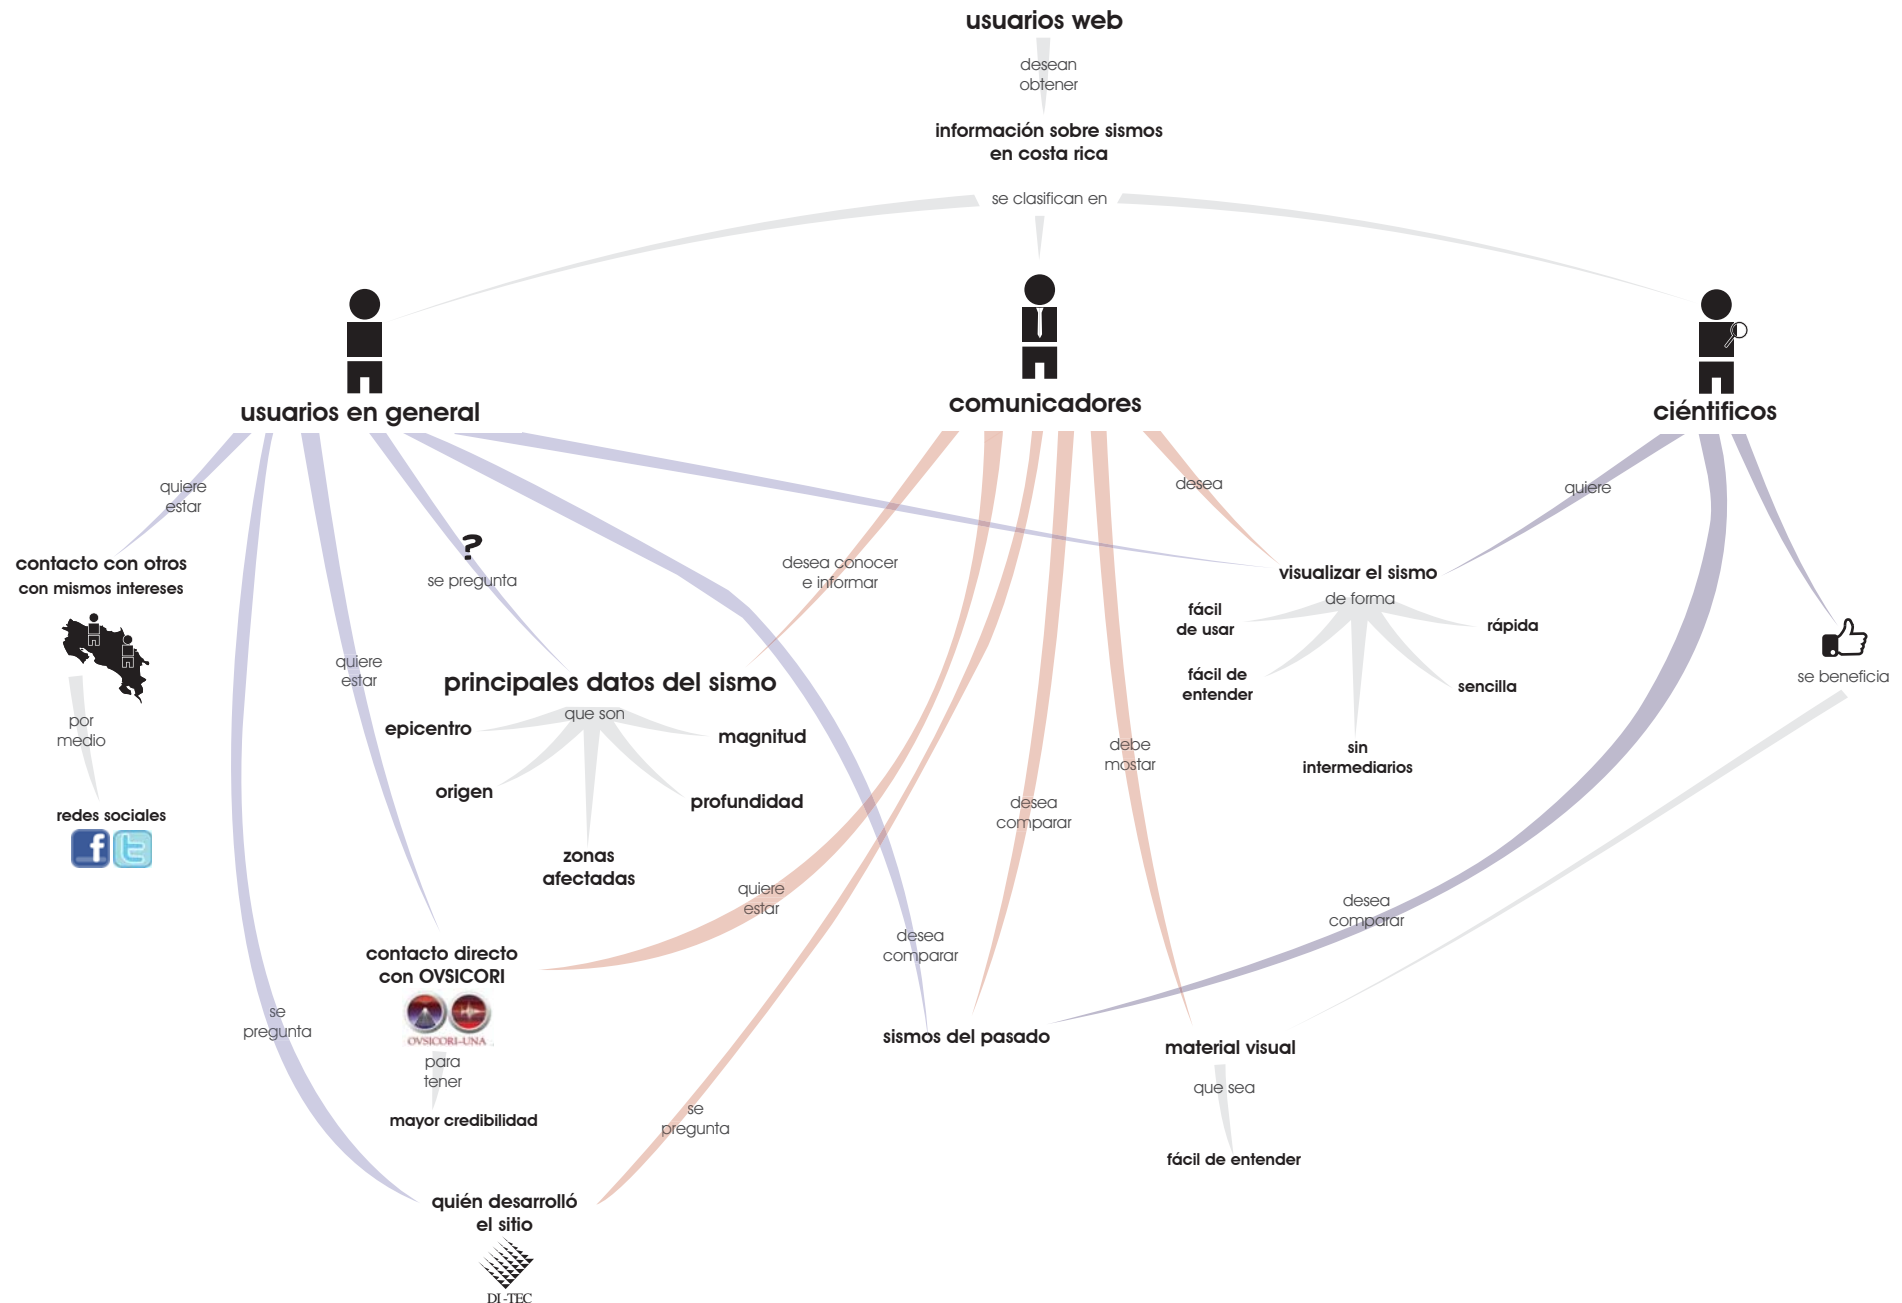 usuarios web
desean
obtener
información sobre sismos
en costa rica
se clasifican en
usuarios en general
comunicadores
ciéntificos
quiere
estar
contacto con otros
con mismos intereses
por
medio
redes sociales
f
t
?
se pregunta
desea conocer
e informar
principales datos del sismo
que son
epicentro
magnitud
origen
profundidad
zonas
afectadas
quiere
estar
quiere
estar
contacto directo
con OVSICORI
OVSICORI-UNA
para
tener
mayor credibilidad
se
pregunta
se
pregunta
quién desarrolló
el sitio
DI -TEC
desea
quiere
visualizar el sismo
de forma
fácil
de usar
rápida
fácil de
entender
sencilla
sin
intermediarios
se beneficia
debe
mostar
desea
comparar
desea
comparar
desea
comparar
sismos del pasado
material visual
que sea
fácil de entender